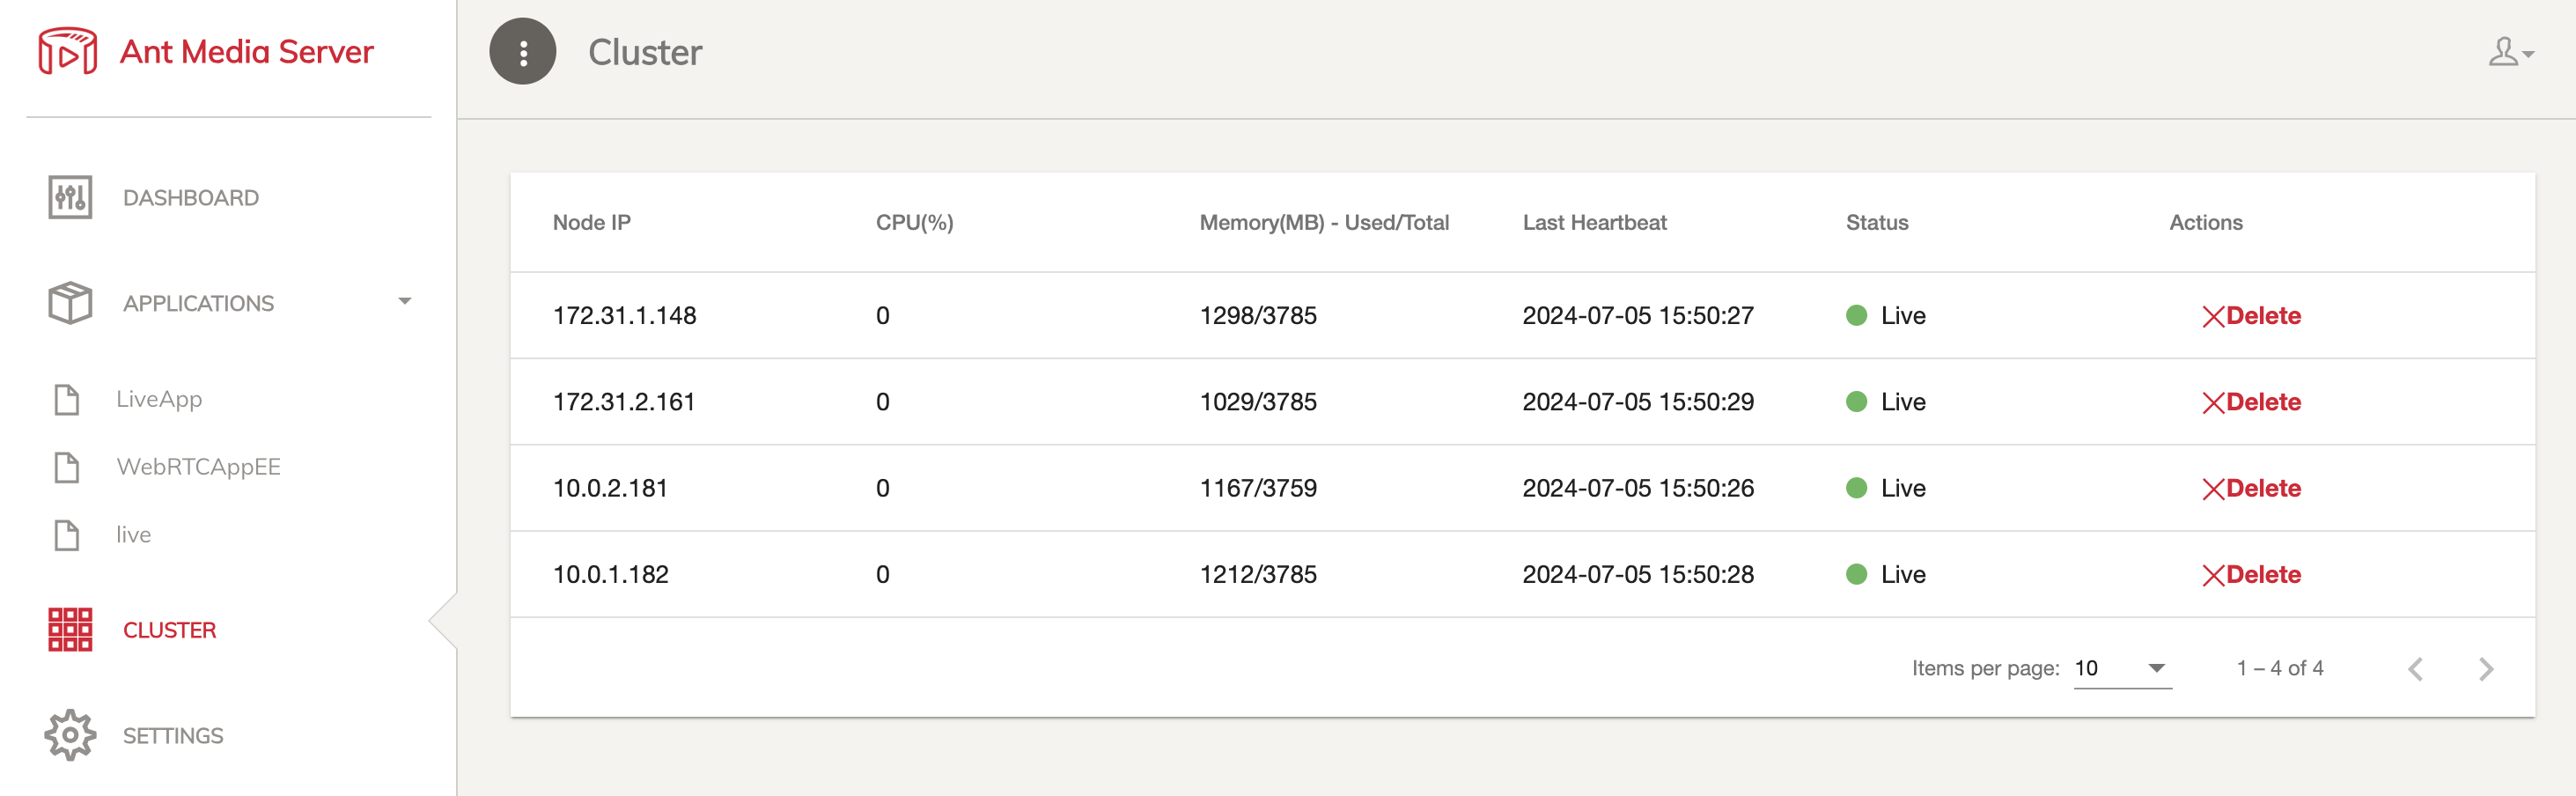 Ant Media Server
Cluster
DASHBOARD
APPLICATIONS
LiveApp
WebRTCAppEE
live
CLUSTER
SETTINGS
Node IP CPU(%) Memory(MB) - Used/Total Last Heartbeat Status Actions
172.31.1.148 0 1298/3785 2024-07-05 15:50:27 Live Delete
172.31.2.161 0 1029/3785 2024-07-05 15:50:29 Live Delete
10.0.2.181 0 1167/3759 2024-07-05 15:50:26 Live Delete
10.0.1.182 0 1212/3785 2024-07-05 15:50:28 Live Delete
Items per page: 10 1 – 4 of 4